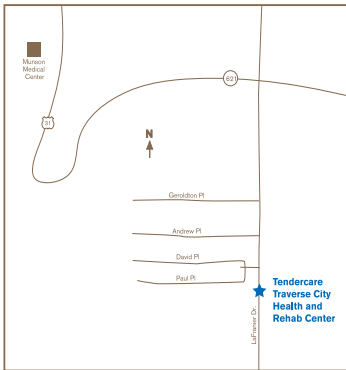 Munson
Medical
Center
621
31
N
Geroldton Pl
Andrew Pl
David Pl
Paul Pl
Tendercare
Traverse City
Health and
Rehab Center
LaFranier Dr.